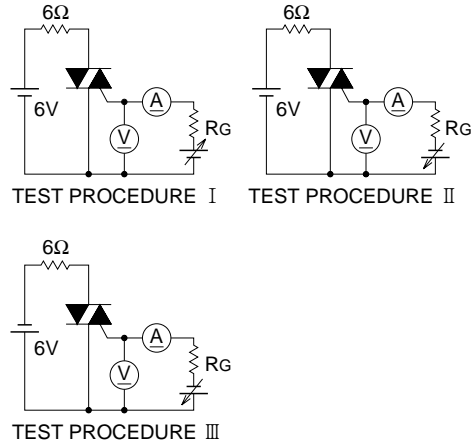 6Ω 6Ω
6V A RG 6V A RG
V V
TEST PROCEDURE Ⅰ TEST PROCEDURE Ⅱ
6Ω
6V A RG
V
TEST PROCEDURE Ⅲ